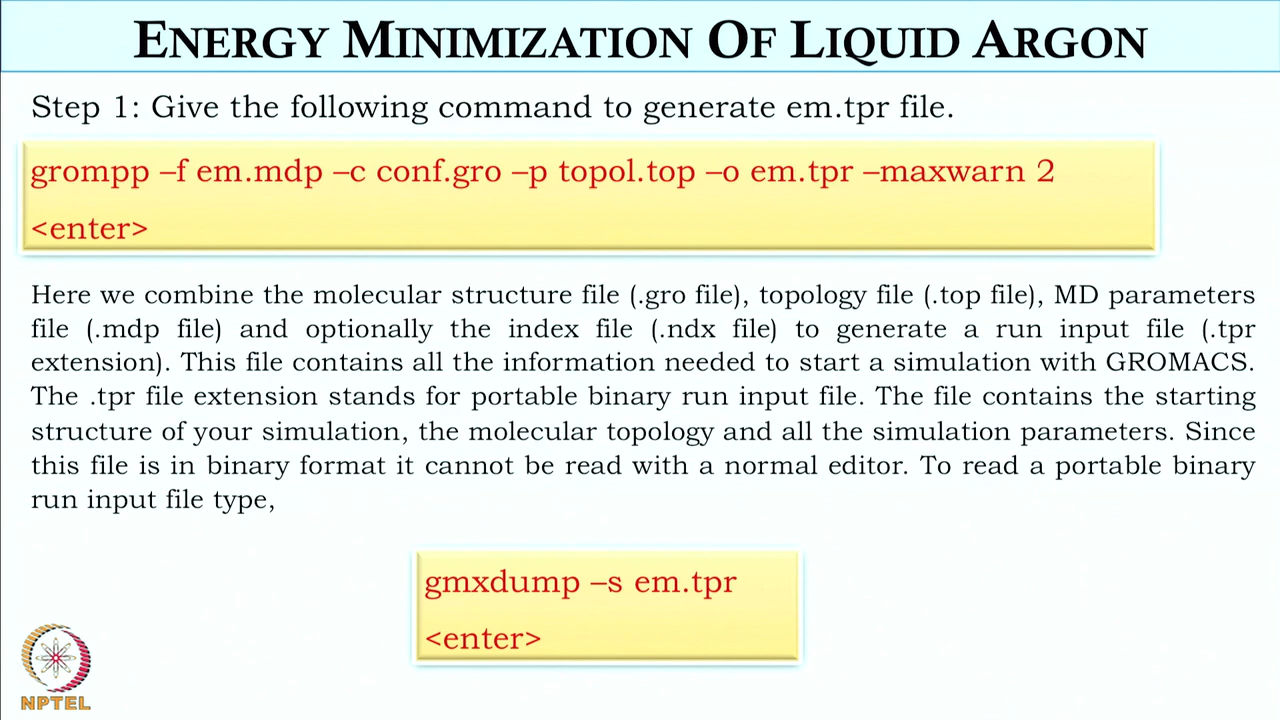 ENERGY MINIMIZATION OF LIQUID ARGON
Step 1: Give the following command to generate em.tpr file.
grompp –f em.mdp –c conf.gro –p topol.top –o em.tpr –maxwarn 2
<enter>
Here we combine the molecular structure file (.gro file), topology file (.top file), MD parameters
file (.mdp file) and optionally the index file (.ndx file) to generate a run input file (.tpr
extension). This file contains all the information needed to start a simulation with GROMACS.
The .tpr file extension stands for portable binary run input file. The file contains the starting
structure of your simulation, the molecular topology and all the simulation parameters. Since
this file is in binary format it cannot be read with a normal editor. To read a portable binary
run input file type,
gmxdump –s em.tpr
<enter>
NPTEL